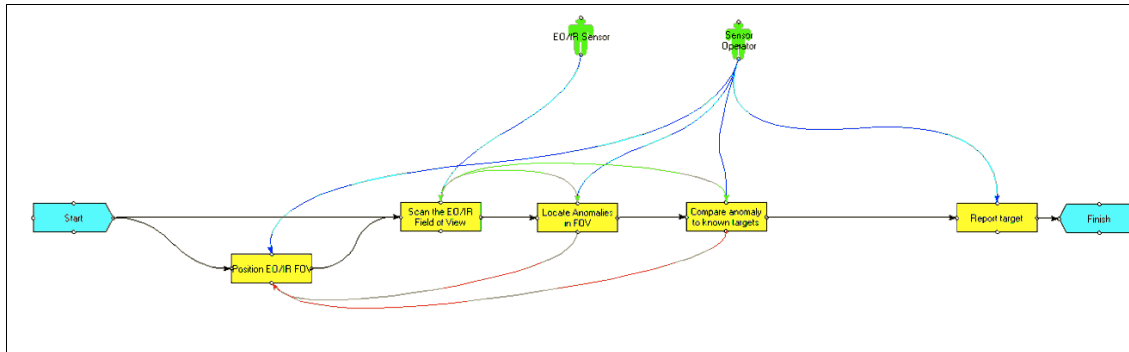 EO/IR Sensor
Sensor
Operator
Start
Scan the EO/IR
Field of View
Locate Anomalies
in FOV
Compare anomaly
to known targets
Report target
Finish
Position EO/IR FOV